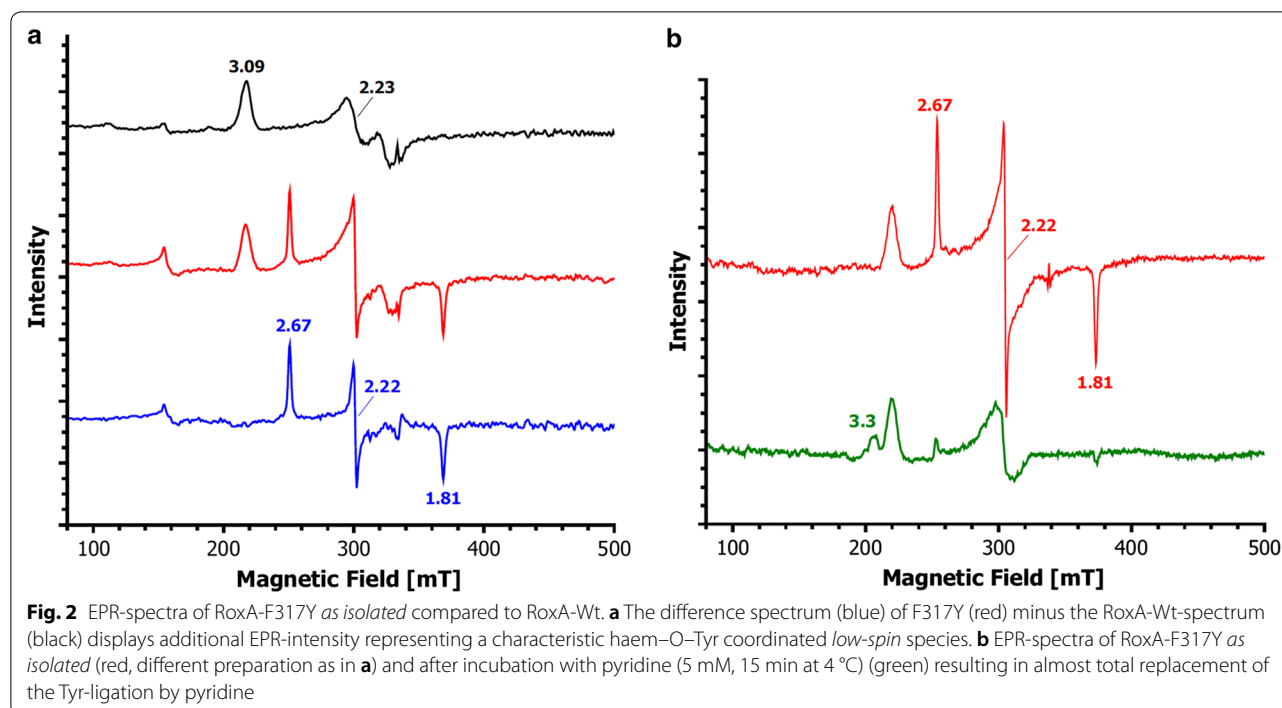 a
b
3.09
2.23
2.67
2.22
1.81
Intensity
100 200 300 400 500
Magnetic Field [mT]
2.67
2.22
1.81
3.3
Intensity
100 200 300 400 500
Magnetic Field [mT]
Fig. 2 EPR-spectra of RoxA-F317Y as isolated compared to RoxA-Wt. a The difference spectrum (blue) of F317Y (red) minus the RoxA-Wt-spectrum
(black) displays additional EPR-intensity representing a characteristic haem–O–Tyr coordinated low-spin species. b EPR-spectra of RoxA-F317Y as
isolated (red, different preparation as in a) and after incubation with pyridine (5 mM, 15 min at 4 °C) (green) resulting in almost total replacement of
the Tyr-ligation by pyridine